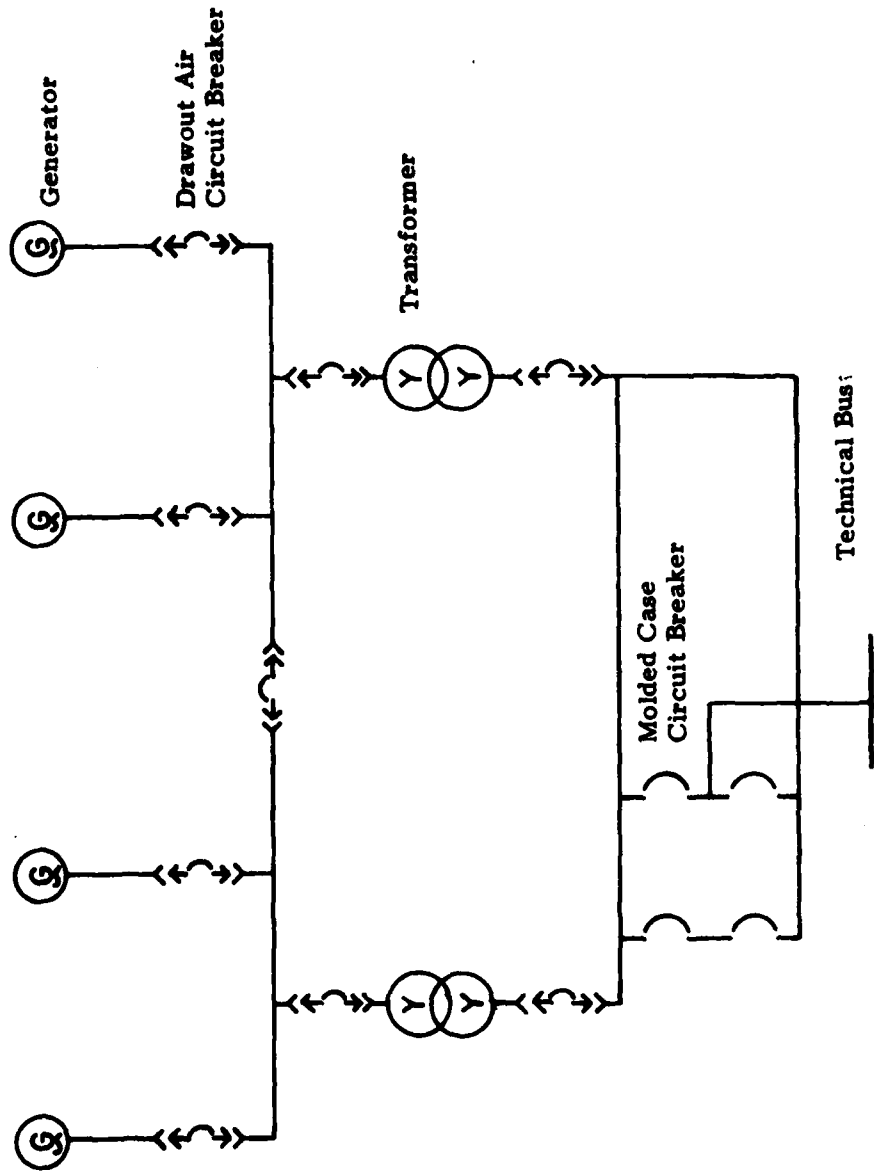 Generator
Drawout Air
Circuit Breaker
Transformer
Molded Case
Circuit Breaker
Technical Bus
G
G
G
G
Y
Y
Y
Y